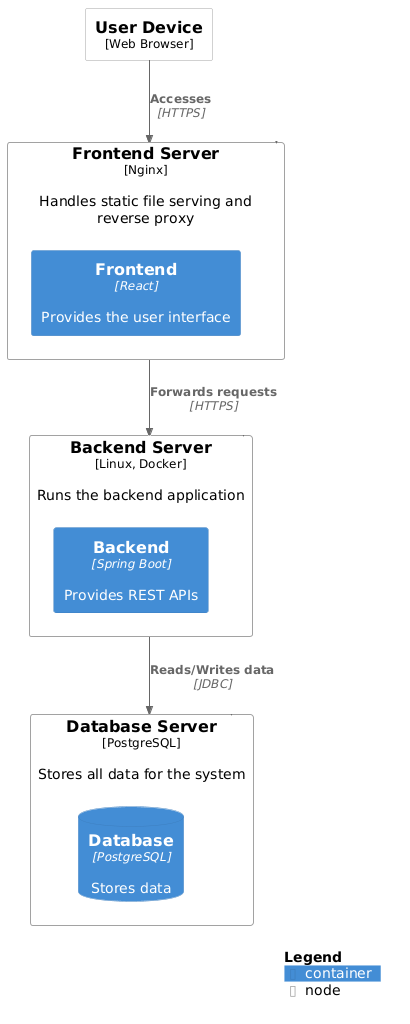 User Device
[Web Browser]
Accesses
[HTTPS]
Frontend Server
[Nginx]
Handles static file serving and
reverse proxy
Frontend
[React]
Provides the user interface
Forwards requests
[HTTPS]
Backend Server
[Linux, Docker]
Runs the backend application
Backend
[Spring Boot]
Provides REST APIs
Reads/Writes data
[JDBC]
Database Server
[PostgreSQL]
Stores all data for the system
Database
[PostgreSQL]
Stores data
Legend
container
node